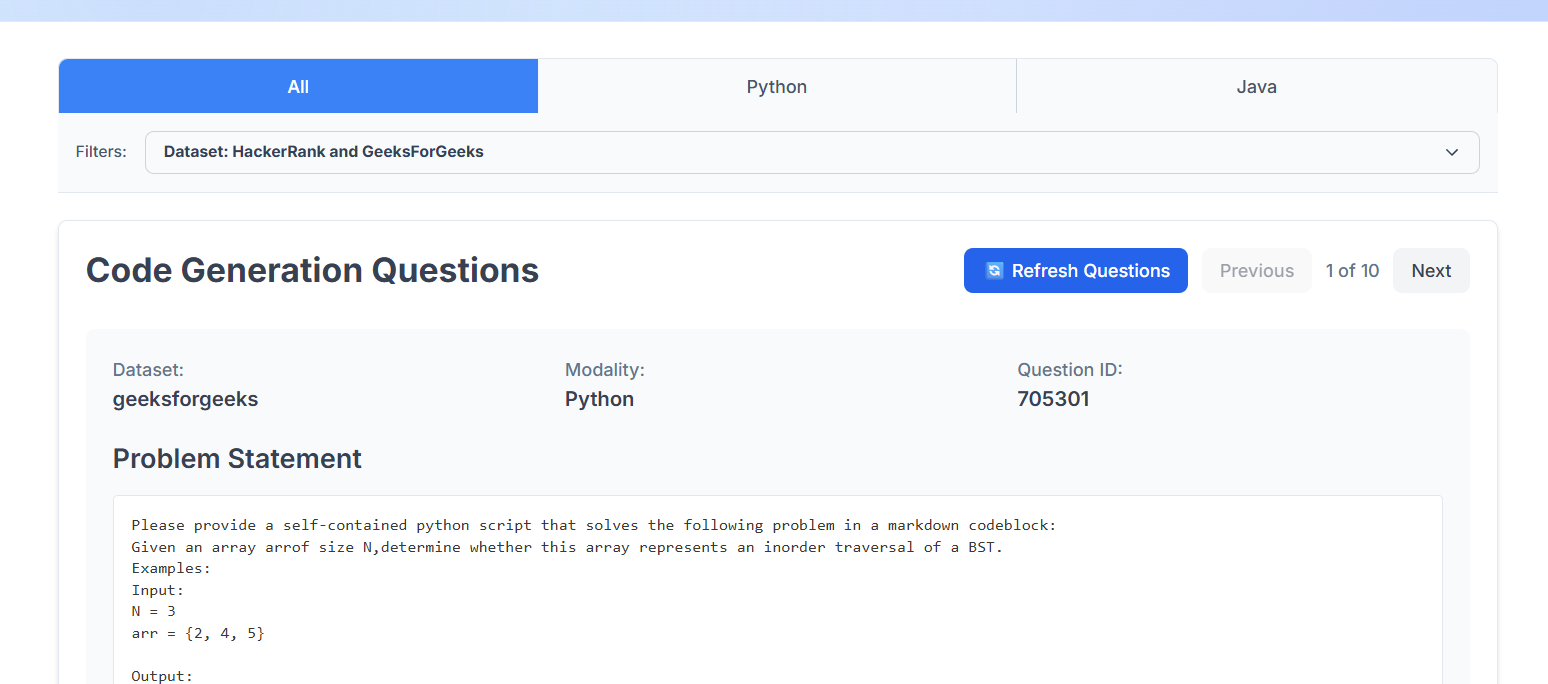 All
Python
Java
Filters:
Dataset: HackerRank and GeeksForGeeks
Code Generation Questions
Refresh Questions
Previous
1 of 10
Next
Dataset:
geeksforgeeks
Modality:
Python
Question ID:
705301
Problem Statement
Please provide a self-contained python script that solves the following problem in a markdown codeblock:
Given an array arrof size N,determine whether this array represents an inorder traversal of a BST.
Examples:
Input:
N = 3
arr = {2, 4, 5}
Output: